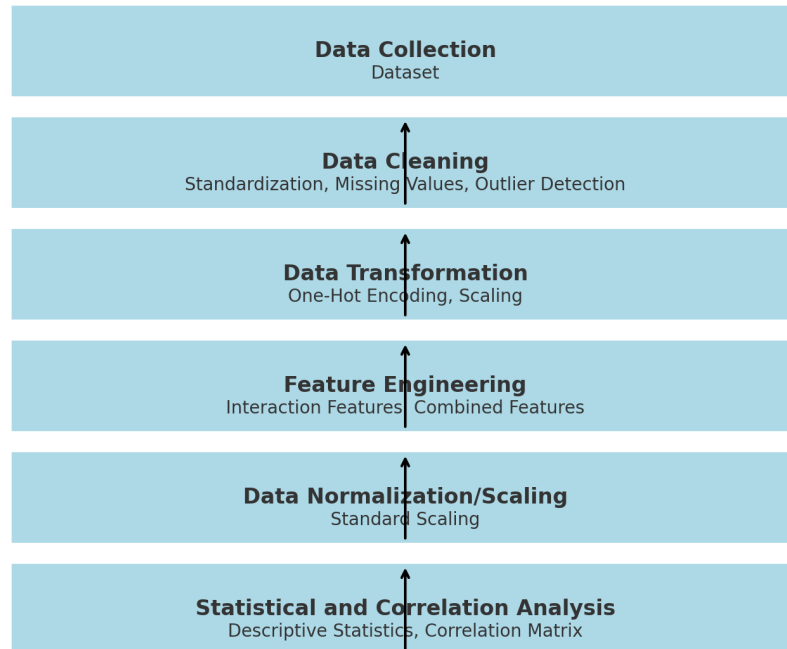 Data Collection
Dataset
Data Cleaning
Standardization, Missing Values, Outlier Detection
Data Transformation
One-Hot Encoding, Scaling
Feature Engineering
Interaction Features, Combined Features
Data Normalization/Scaling
Standard Scaling
Statistical and Correlation Analysis
Descriptive Statistics, Correlation Matrix